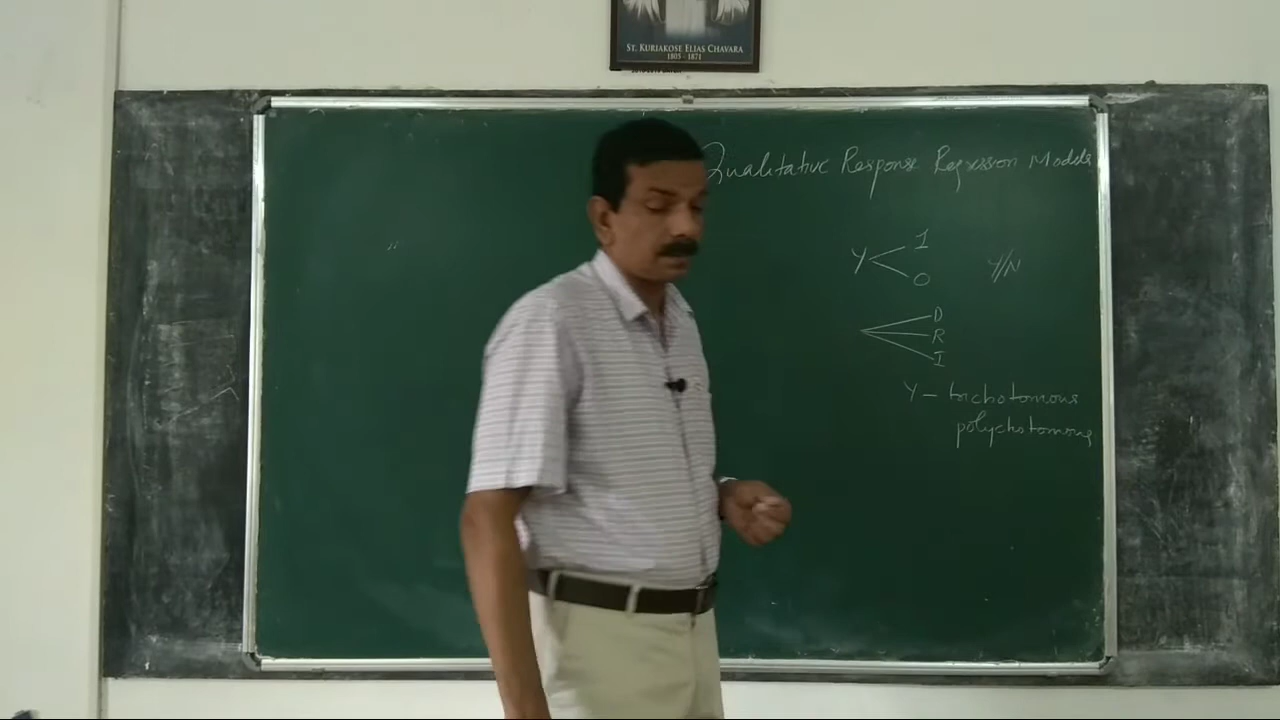 ST. KURIAKOSE ELIAS CHAVARA
1805 - 1871
Qualitative Response Regression Models
Y 1
0
Y/N
D
R
I
Y - trichotomous
polychotomous